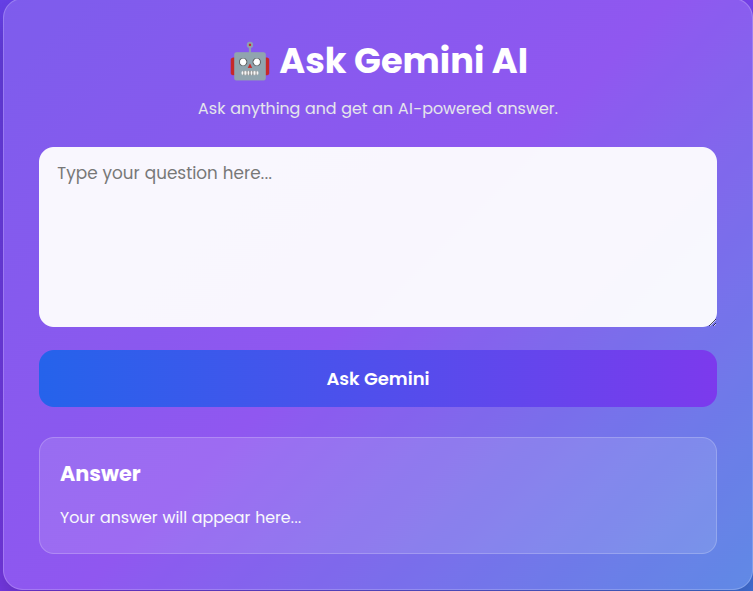 🤖 Ask Gemini AI
Ask anything and get an AI-powered answer.
Type your question here...
Ask Gemini
Answer
Your answer will appear here...